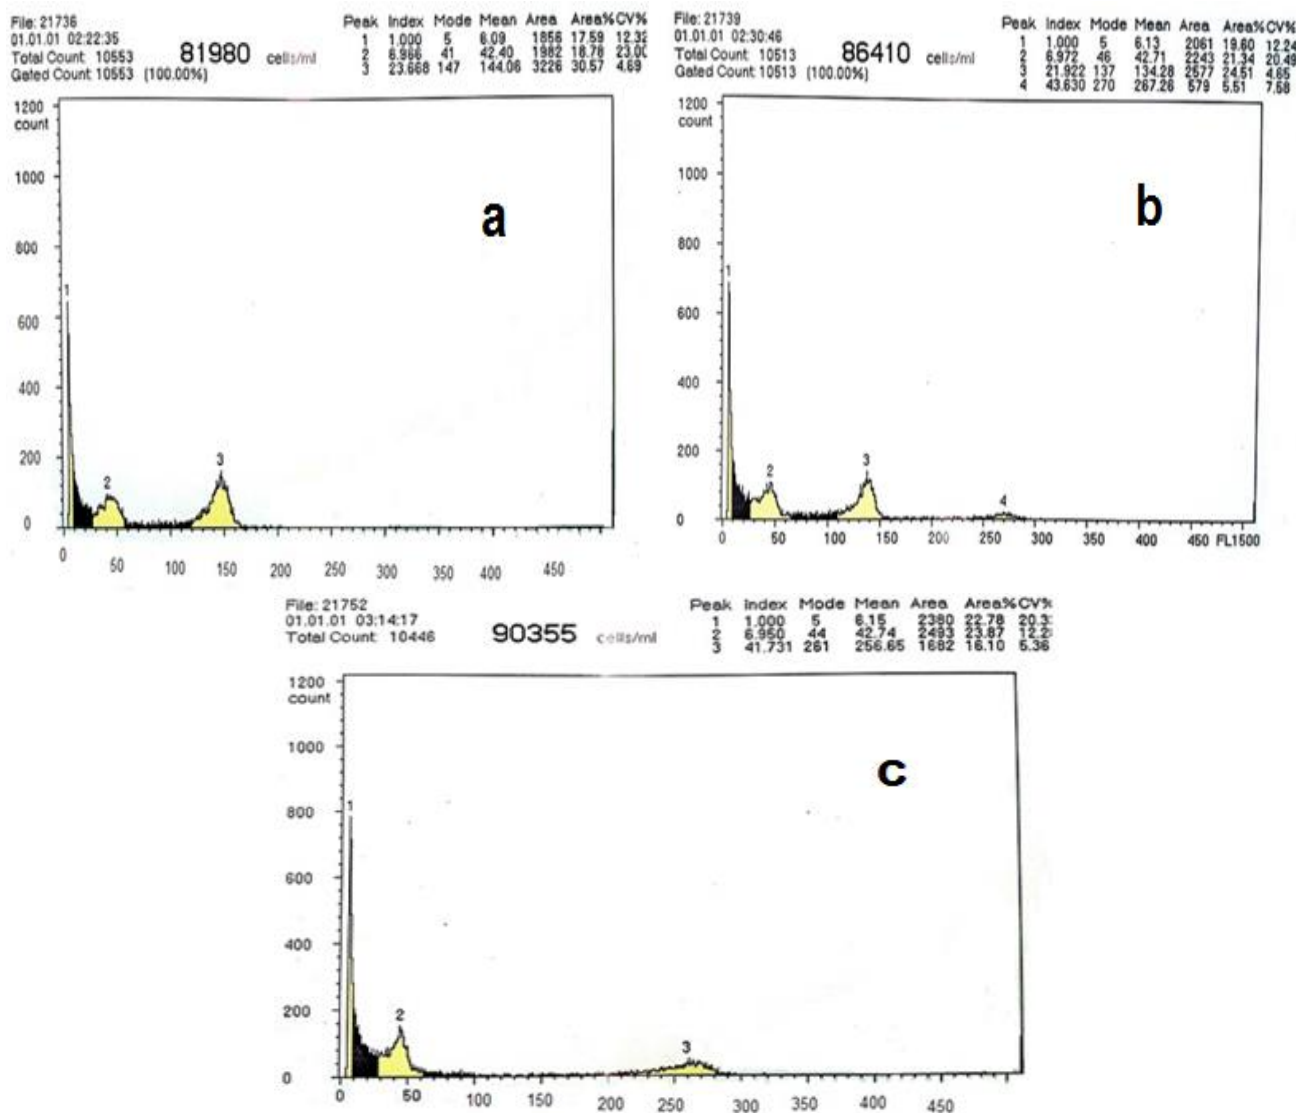 File: 21736
01.01.01 02:22:35
Total Count 10553 81980 cells/ml
Gated Count 10553 (100.00%)
Peak Index Mode Mean Area Area% CV%
1 1.000 5 6.09 1856 17.59 12.32
2 6.966 41 42.40 1982 18.78
3 23.668 147 144.06 3226 30.57 4.69
1200
count
1000
800
600
400
200
0
1
2
3
a
0 50 100 150 200 250 300 350 400 450
File: 21739
01.01.01 02:30:46
Total Count 10513 86410 cells/ml
Gated Count 10513 (100.00%)
Peak Index Mode Mean Area Area% CV%
1 1.000 5 6.13 2061 19.60 12.24
2 6.972 46 42.71 2243 21.34 20.49
3 21.922 137 134.28 2577 24.51 4.65
4 43.630 270 267.26 579 5.51 7.58
1200
count
1000
800
600
400
200
0
1
2
3
4
b
0 50 100 150 200 250 300 350 400 450 FL1500
File: 21752
01.01.01 03:14:17
Total Count 10446 90355 cells/ml
Peak Index Mode Mean Area Area% CV%
1 1.000 5 6.15 2380 22.78
2 6.950 44 42.74 2493 23.87
3 41.731 261 256.65 1682 16.10 5.36
1200
count
1000
800
600
400
200
0
1
2
3
c
0 50 100 150 200 250 300 350 400 450